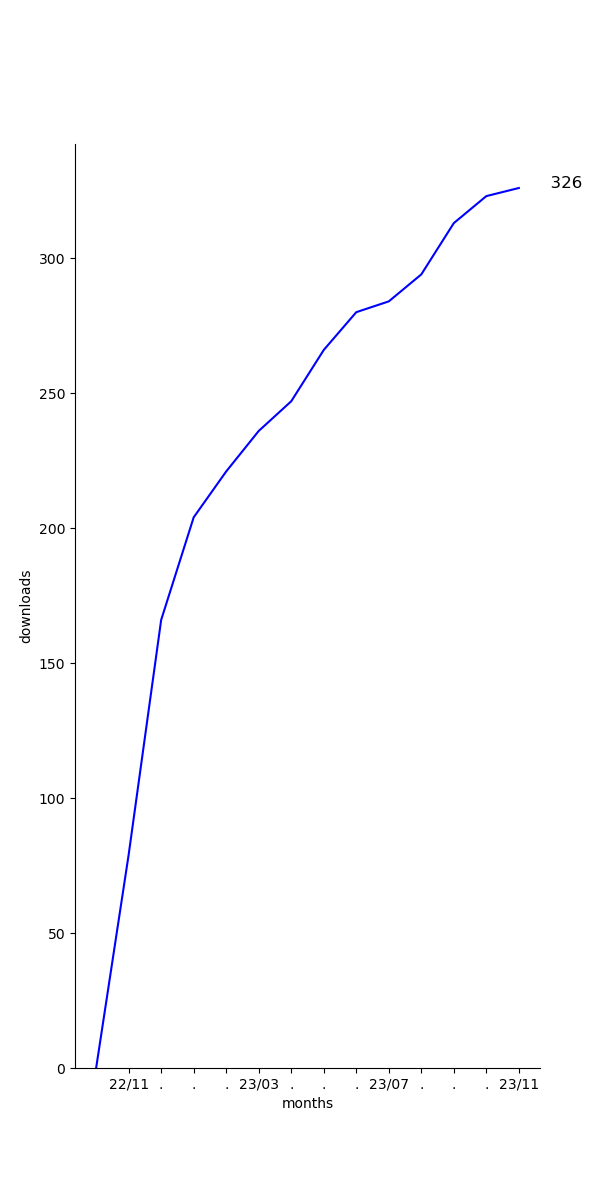 326
300
250
200
150
100
50
0
downloads
22/11 . . . 23/03 . . . 23/07 . . . 23/11
months